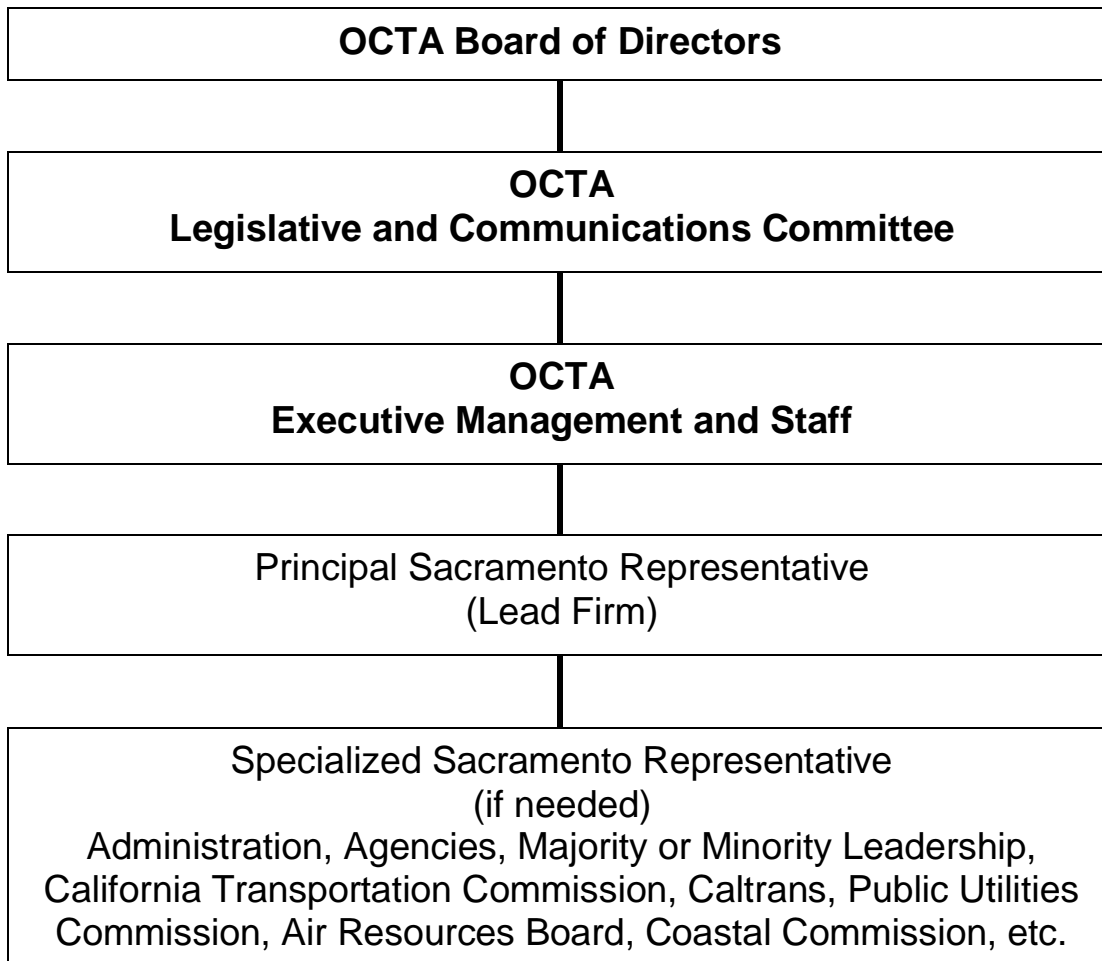 OCTA Board of Directors
OCTA
Legislative and Communications Committee
OCTA
Executive Management and Staff
Principal Sacramento Representative
(Lead Firm)
Specialized Sacramento Representative
(if needed)
Administration, Agencies, Majority or Minority Leadership,
California Transportation Commission, Caltrans, Public Utilities
Commission, Air Resources Board, Coastal Commission, etc.